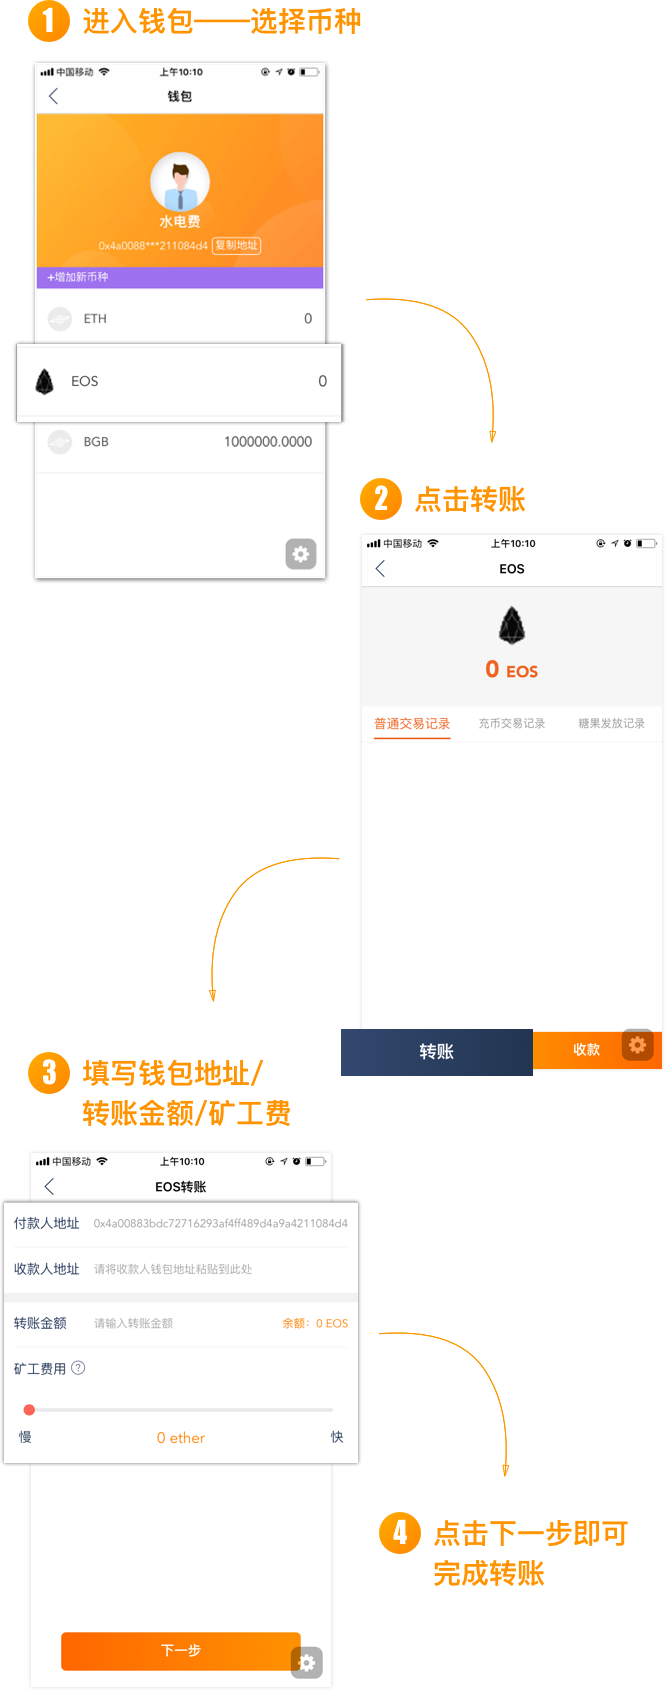 1 进入钱包——选择币种
中国移动 上午10:10
钱包
水电费
0x4a0088***211084d4 复制地址
+增加新币种
ETH 0
EOS 0
BGB 1000000.0000
2 点击转账
中国移动 上午10:10
EOS
0 EOS
普通交易记录 充币交易记录 糖果发放记录
转账 收款
3 填写钱包地址/
转账金额/矿工费
中国移动 上午10:10
EOS转账
付款人地址 0x4a00883bdc72716293af4ff489d4a9a4211084d4
收款人地址 请将收款人钱包地址粘贴到此处
转账金额 请输入转账金额 余额：0 EOS
矿工费用 ?
慢 0 ether 快
4 点击下一步即可
完成转账
下一步